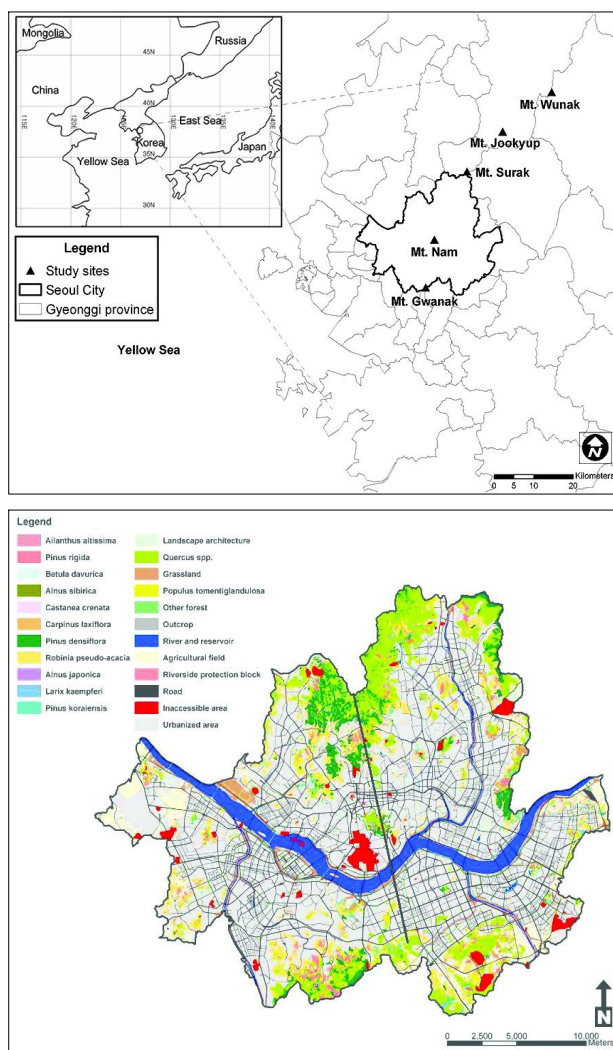 Mongolia
Russia
China
45N
40N
35N
30N
115E
120E
130E
135E
140E
East Sea
Korea
Japan
Yellow Sea
Mt. Wunak
Mt. Jookyup
Mt. Surak
Mt. Nam
Mt. Gwanak
Legend
Study sites
Seoul City
Gyeonggi province
Yellow Sea
N
Kilometers
0 5 10 20
Legend
Ailanthus altissima
Pinus rigida
Betula davurica
Alnus sibirica
Castanea crenata
Carpinus laxiflora
Pinus densiflora
Robinia pseudo-acacia
Alnus japonica
Larix kaempferi
Pinus koraiensis
Landscape architecture
Quercus spp.
Grassland
Populus tomentiglandulosa
Other forest
Outcrop
River and reservoir
Agricultural field
Riverside protection block
Road
Inaccessible area
Urbanized area
N
0 2,500 5,000 10,000
Meters